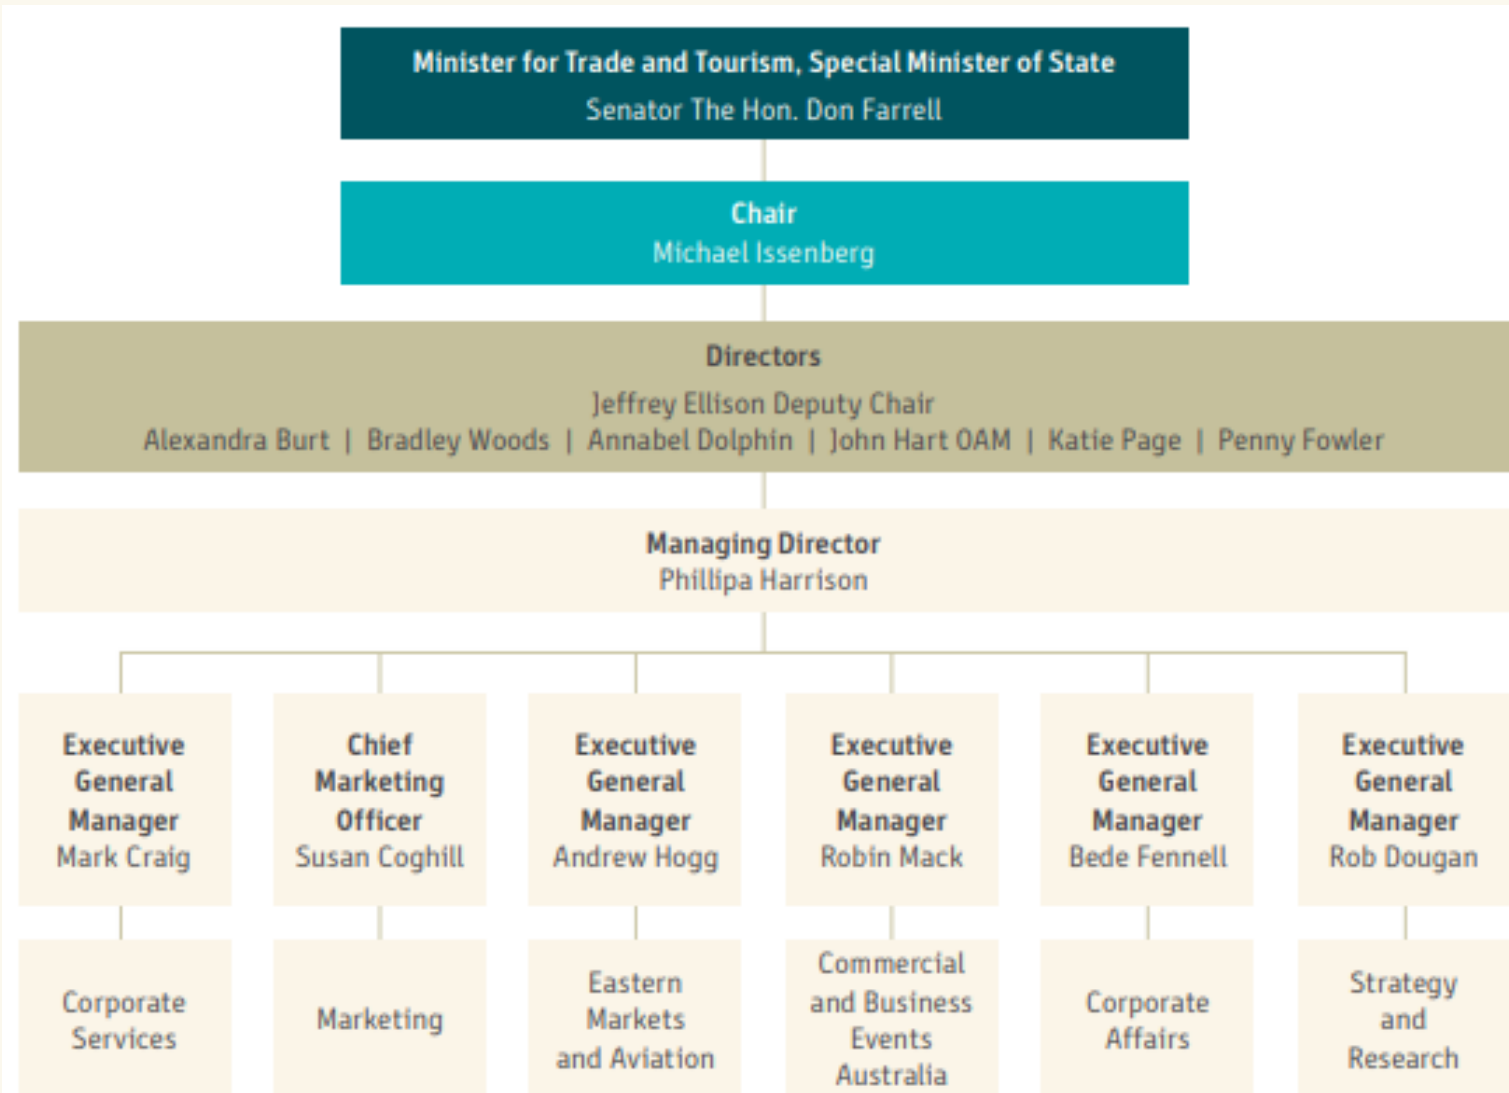 Minister for Trade and Tourism, Special Minister of State
Senator The Hon. Don Farrell
Chair
Michael Issenberg
Directors
Jeffrey Ellison Deputy Chair
Alexandra Burt | Bradley Woods | Annabel Dolphin | John Hart OAM | Katie Page | Penny Fowler
Managing Director
Phillipa Harrison
Executive
General
Manager
Mark Craig
Corporate
Services
Chief
Marketing
Officer
Susan Coghill
Marketing
Executive
General
Manager
Andrew Hogg
Eastern
Markets
and Aviation
Executive
General
Manager
Robin Mack
Commercial
and Business
Events
Australia
Executive
General
Manager
Bede Fennell
Corporate
Affairs
Executive
General
Manager
Rob Dougan
Strategy
and
Research